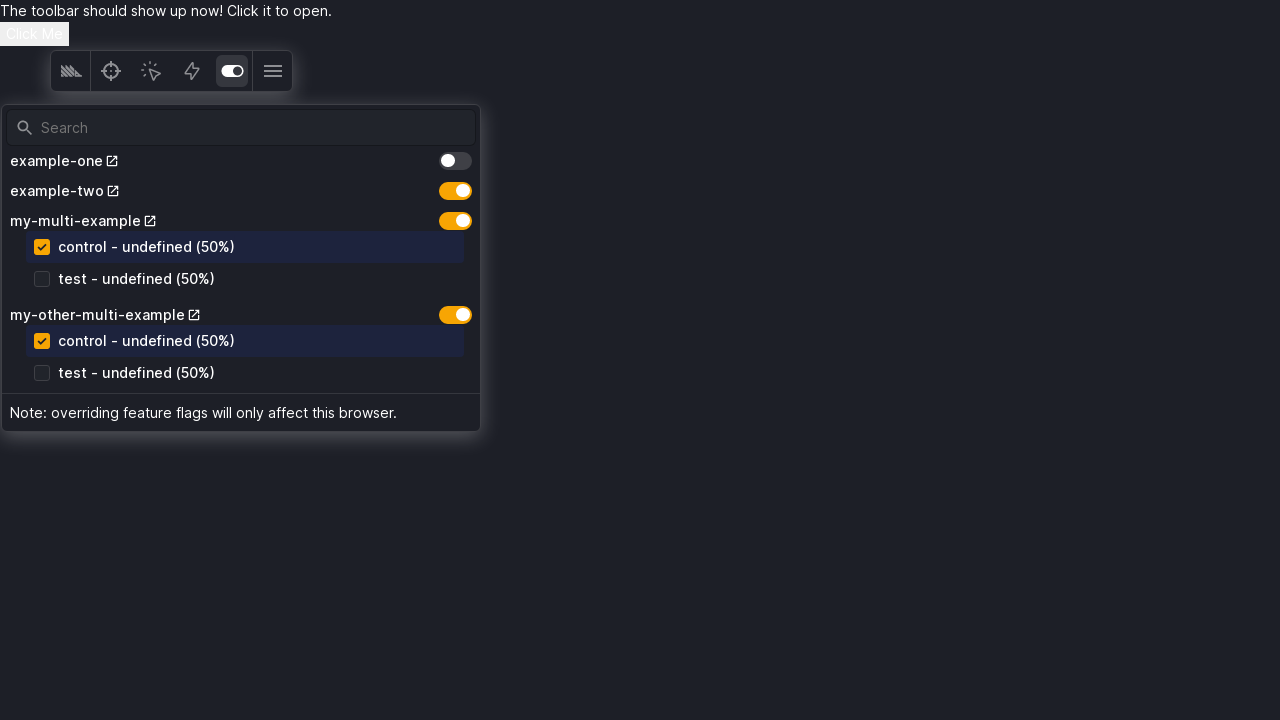 The toolbar should show up now! Click it to open.
Click Me
Search
example-one
example-two
my-multi-example
control - undefined (50%)
test - undefined (50%)
my-other-multi-example
control - undefined (50%)
test - undefined (50%)
Note: overriding feature flags will only affect this browser.